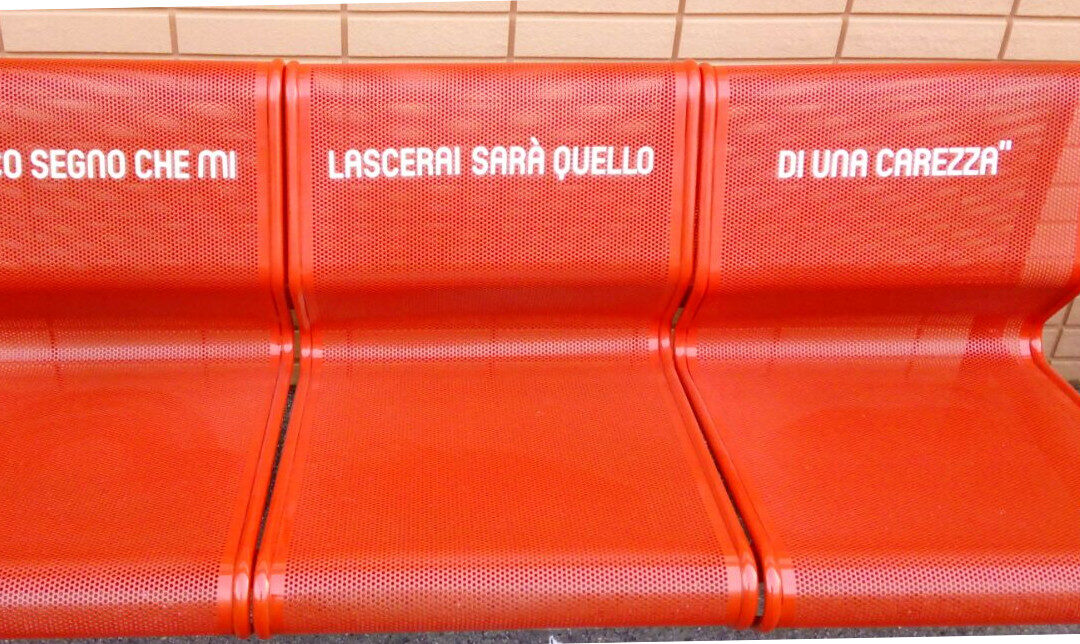 SEGNO CHE MI
LASCERAI SARÀ QUELLO
DI UNA CAREZZA"